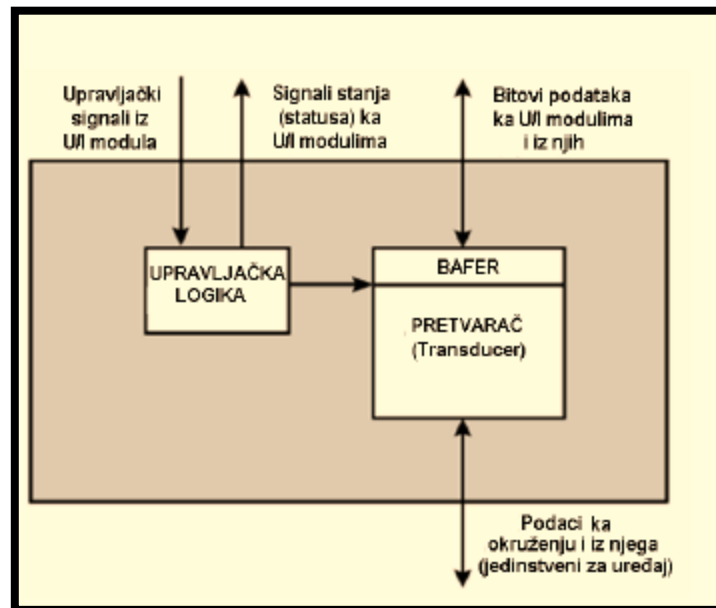 Upravljački
signali iz
U/I modula
Signali stanja
(statusa) ka
U/I modulima
Bitovi podataka
ka U/I modulima
i iz njih
UPRAVLJAČKA
LOGIKA
BAFER
PRETVARAČ
(Transducer)
Podaci ka
okruženju i iz njega
(jedinstveni za uređaj)